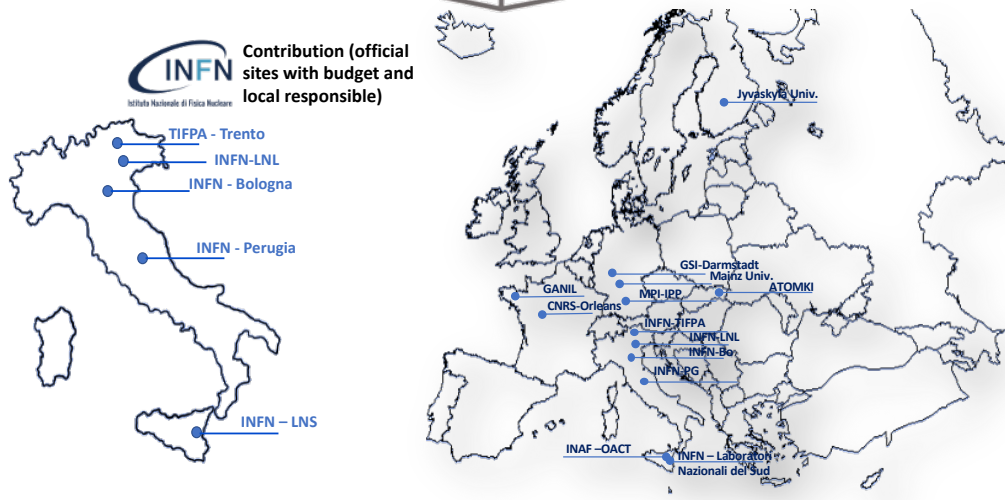 INFN
Istituto Nazionale di Fisica Nucleare
Contribution (official
sites with budget and
local responsible)
TIFPA - Trento
INFN-LNL
INFN - Bologna
INFN - Perugia
INFN – LNS
Jyvaskyla Univ.
GSI-Darmstadt
Mainz Univ.
GANIL
MPI-IPP
ATOMKI
CNRS-Orleans
INFN-TIFPA
INFN-LNL
INFN-Bo
INFN-PG
INAF –OACT
INFN – Laboratori
Nazionali del Sud